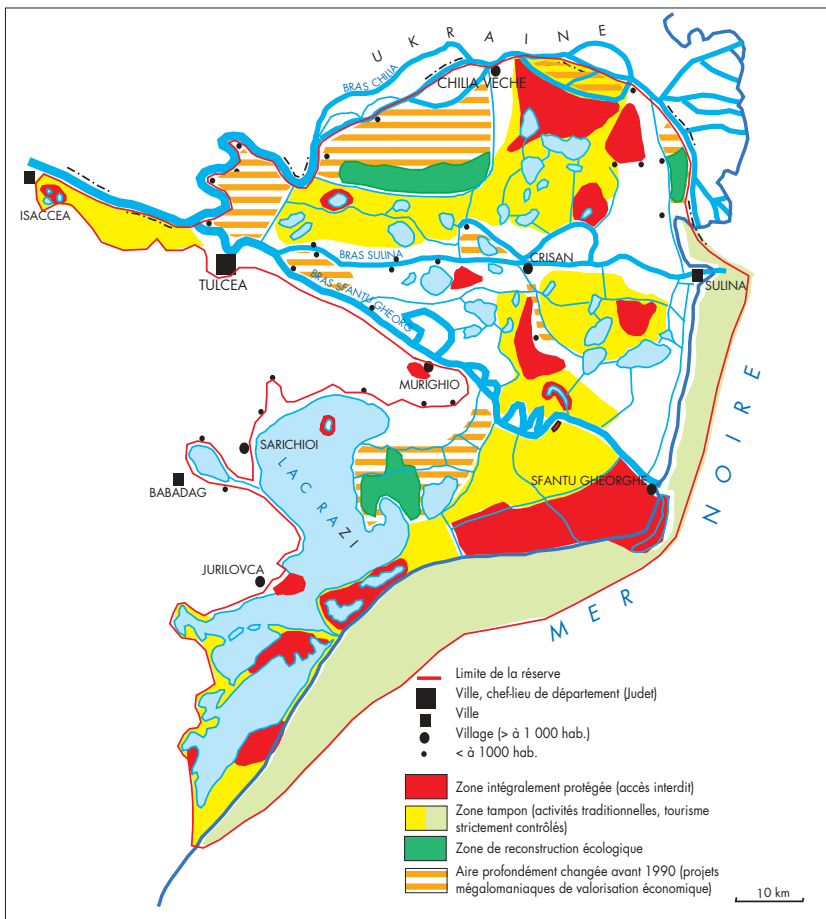 UKRAINE
BRAS CHILIA
CHILIA VECHE
ISACCEA
TULCEA
BRAS SULINA
CRISAN
SULINA
BRAS SFANTU GHEORG
MURIGHIO
SARICHIOI
BABADAG
LAC RAZI
SFANTU GHEORGHE
JURILOVCA
MER NOIRE
Limite de la réserve
Ville, chef-lieu de département (Judet)
Ville
Village (> à 1 000 hab.)
< à 1000 hab.
Zone intégralement protégée (accès interdit)
Zone tampon (activités traditionnelles, tourisme
strictement contrôlés)
Zone de reconstruction écologique
Aire profondément changée avant 1990 (projets
mégalomaniaques de valorisation économique)
10 km